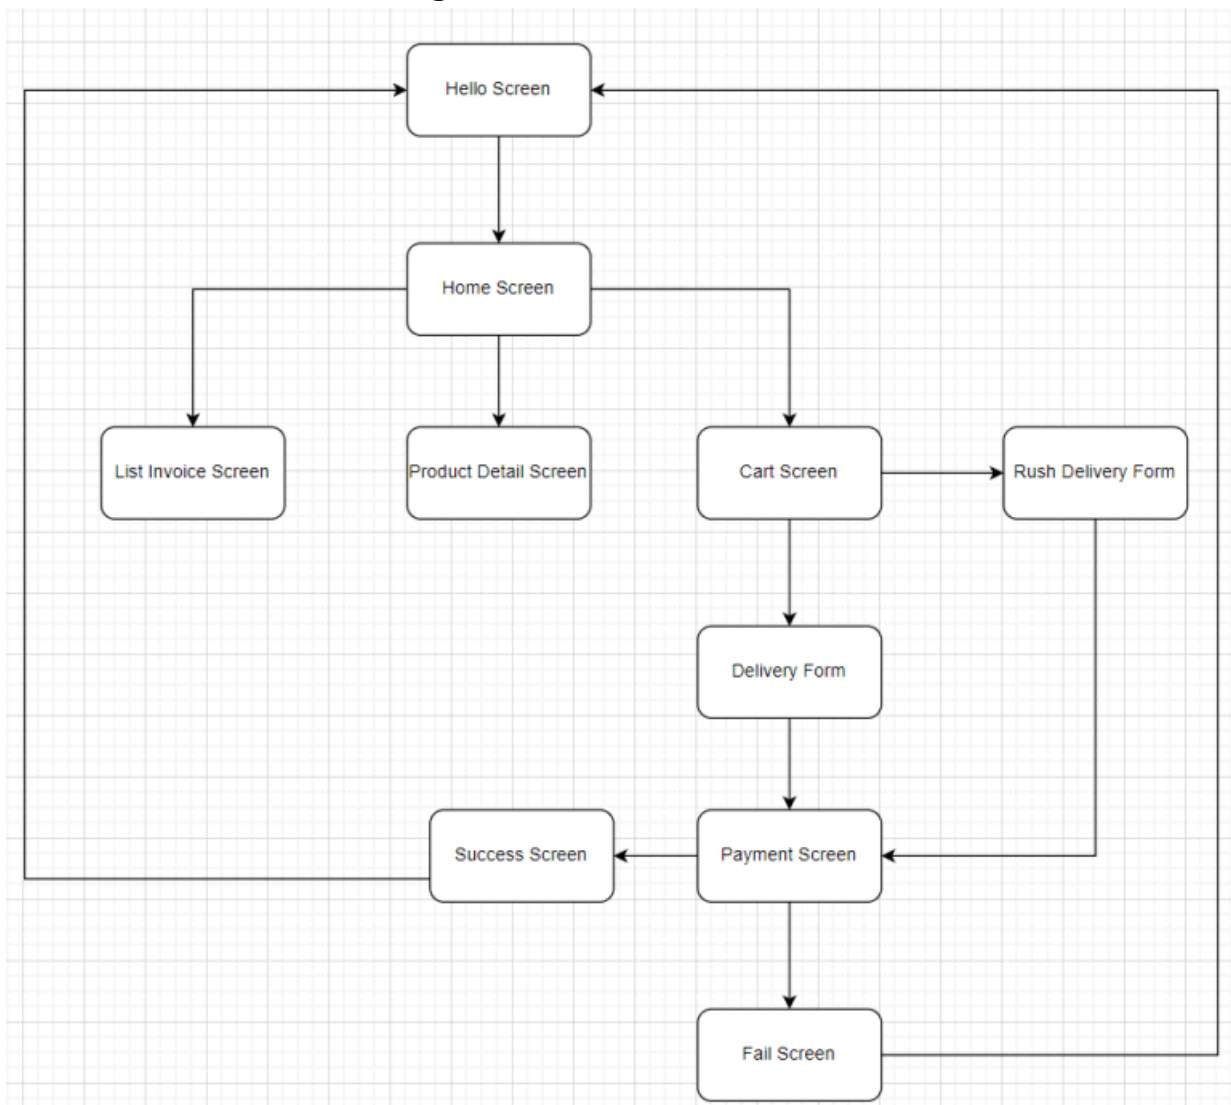 Hello Screen
Home Screen
List Invoice Screen
Product Detail Screen
Cart Screen
Rush Delivery Form
Delivery Form
Success Screen
Payment Screen
Fail Screen